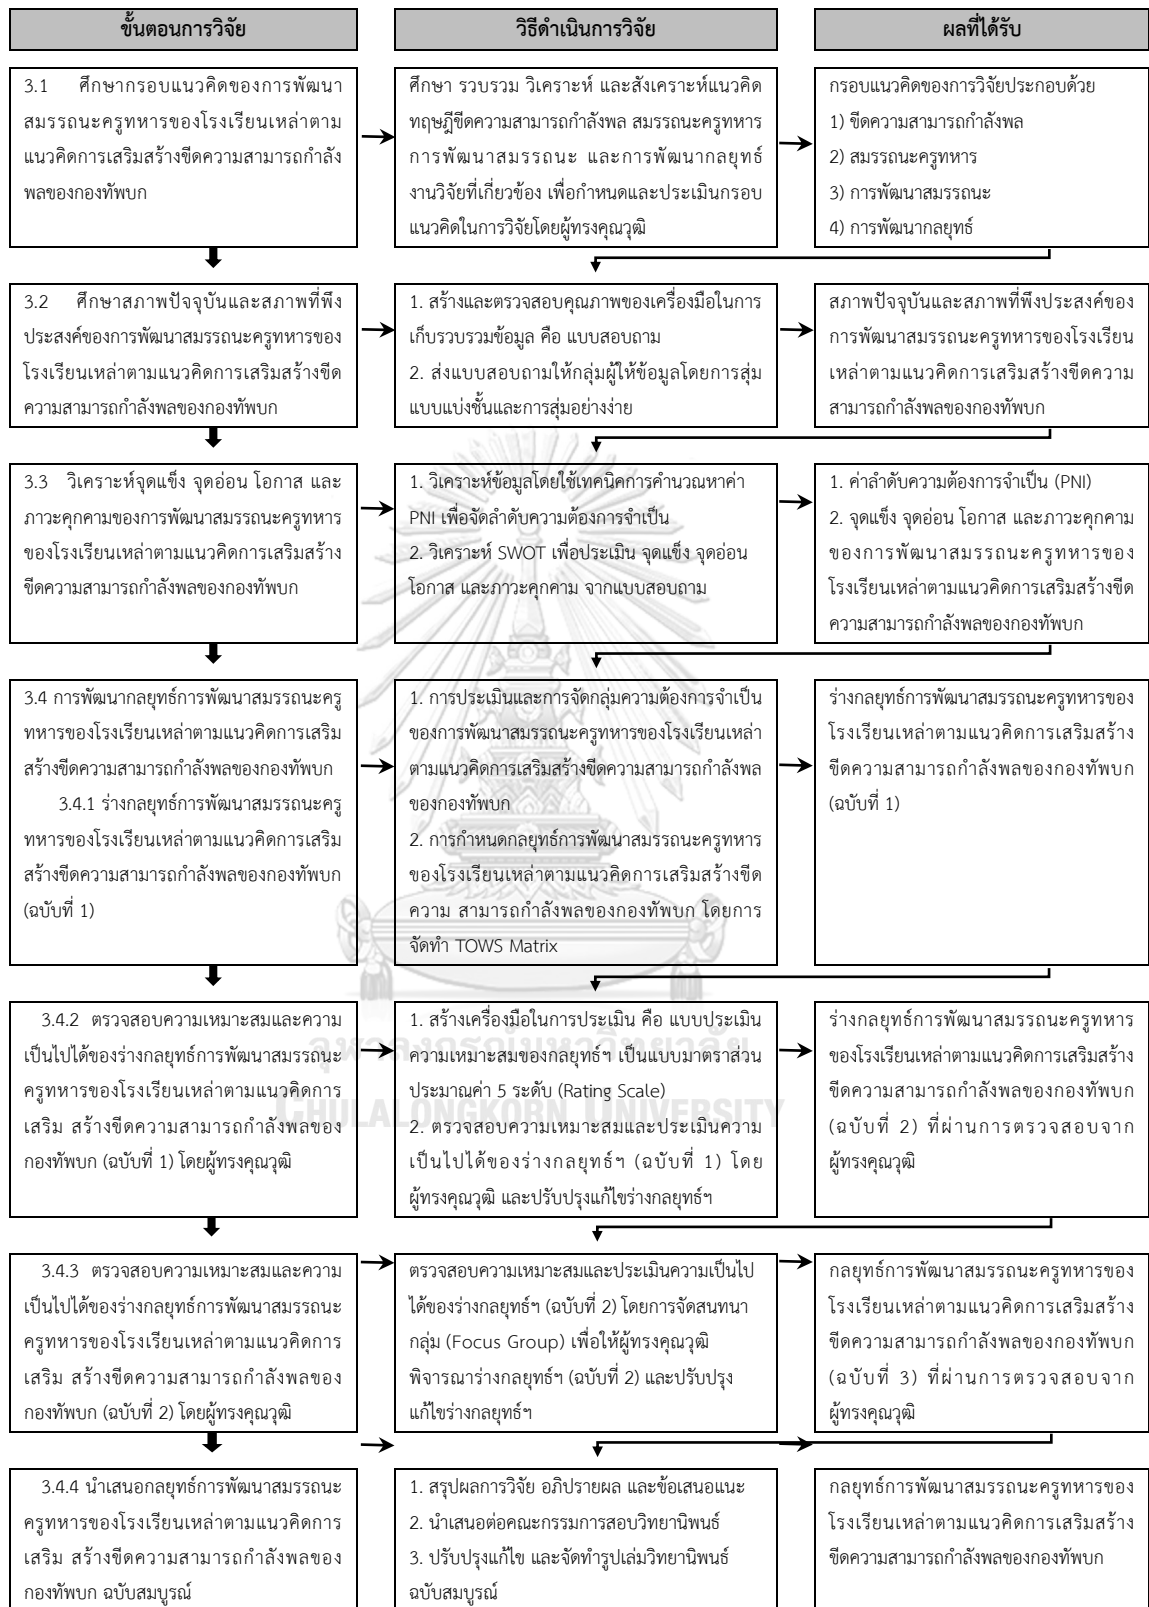 ขั้นตอนการวิจัย
วิธีดำเนินการวิจัย
ผลที่ได้รับ
3.1 ศึกษากรอบแนวคิดของการพัฒนา
สมรรถนะครูทหารของโรงเรียนเหล่าตาม
แนวคิดการเสริมสร้างขีดความสามารถกำลัง
พลของกองทัพบก
ศึกษา รวบรวม วิเคราะห์ และสังเคราะห์แนวคิด
ทฤษฎีขีดความสามารถกำลังพล สมรรถนะครูทหาร
การพัฒนาสมรรถนะ และการพัฒนากลยุทธ์
งานวิจัยที่เกี่ยวข้อง เพื่อกำหนดและประเมินกรอบ
แนวคิดในการวิจัยโดยผู้ทรงคุณวุฒิ
กรอบแนวคิดของการวิจัยประกอบด้วย
1) ขีดความสามารถกำลังพล
2) สมรรถนะครูทหาร
3) การพัฒนาสมรรถนะ
4) การพัฒนากลยุทธ์
3.2 ศึกษาสภาพปัจจุบันและสภาพที่พึง
ประสงค์ของการพัฒนาสมรรถนะครูทหารของ
โรงเรียนเหล่าตามแนวคิดการเสริมสร้างขีด
ความสามารถกำลังพลของกองทัพบก
1. สร้างและตรวจสอบคุณภาพของเครื่องมือในการ
เก็บรวบรวมข้อมูล คือ แบบสอบถาม
2. ส่งแบบสอบถามให้กลุ่มผู้ให้ข้อมูลโดยการสุ่ม
แบบแบ่งชั้นและการสุ่มอย่างง่าย
สภาพปัจจุบันและสภาพที่พึงประสงค์ของ
การพัฒนาสมรรถนะครูทหารของโรงเรียน
เหล่าตามแนวคิดการเสริมสร้างขีดความ
สามารถกำลังพลของกองทัพบก
3.3 วิเคราะห์จุดแข็ง จุดอ่อน โอกาส และ
ภาวะคุกคามของการพัฒนาสมรรถนะครูทหาร
ของโรงเรียนเหล่าตามแนวคิดการเสริมสร้าง
ขีดความสามารถกำลังพลของกองทัพบก
1. วิเคราะห์ข้อมูลโดยใช้เทคนิคการคำนวณหาค่า
PNI เพื่อจัดลำดับความต้องการจำเป็น
2. วิเคราะห์ SWOT เพื่อประเมิน จุดแข็ง จุดอ่อน
โอกาส และภาวะคุกคาม จากแบบสอบถาม
1. ค่าลำดับความต้องการจำเป็น (PNI)
2. จุดแข็ง จุดอ่อน โอกาส และภาวะคุกคาม
ของการพัฒนาสมรรถนะครูทหารของ
โรงเรียนเหล่าตามแนวคิดการเสริมสร้างขีด
ความสามารถกำลังพลของกองทัพบก
3.4 การพัฒนากลยุทธ์การพัฒนาสมรรถนะครู
ทหารของโรงเรียนเหล่าตามแนวคิดการเสริม
สร้างขีดความสามารถกำลังพลของกองทัพบก
3.4.1 ร่างกลยุทธ์การพัฒนาสมรรถนะครู
ทหารของโรงเรียนเหล่าตามแนวคิดการเสริม
สร้างขีดความสามารถกำลังพลของกองทัพบก
(ฉบับที่ 1)
1. การประเมินและการจัดกลุ่มความต้องการจำเป็น
ของการพัฒนาสมรรถนะครูทหารของโรงเรียนเหล่า
ตามแนวคิดการเสริมสร้างขีดความสามารถกำลังพล
ของกองทัพบก
2. การกำหนดกลยุทธ์การพัฒนาสมรรถนะครูทหาร
ของโรงเรียนเหล่าตามแนวคิดการเสริมสร้างขีด
ความ สามารถกำลังพลของกองทัพบก โดยการ
จัดทำ TOWS Matrix
ร่างกลยุทธ์การพัฒนาสมรรถนะครูทหารของ
โรงเรียนเหล่าตามแนวคิดการเสริมสร้าง
ขีดความสามารถกำลังพลของกองทัพบก
(ฉบับที่ 1)
3.4.2 ตรวจสอบความเหมาะสมและความ
เป็นไปได้ของร่างกลยุทธ์การพัฒนาสมรรถนะ
ครูทหารของโรงเรียนเหล่าตามแนวคิดการ
เสริม สร้างขีดความสามารถกำลังพลของ
กองทัพบก (ฉบับที่ 1) โดยผู้ทรงคุณวุฒิ
1. สร้างเครื่องมือในการประเมิน คือ แบบประเมิน
ความเหมาะสมของกลยุทธ์ฯ เป็นแบบมาตราส่วน
ประมาณค่า 5 ระดับ (Rating Scale)
2. ตรวจสอบความเหมาะสมและประเมินความ
เป็นไปได้ของร่างกลยุทธ์ฯ (ฉบับที่ 1) โดย
ผู้ทรงคุณวุฒิ และปรับปรุงแก้ไขร่างกลยุทธ์ฯ
ร่างกลยุทธ์การพัฒนาสมรรถนะครูทหาร
ของโรงเรียนเหล่าตามแนวคิดการเสริมสร้าง
ขีดความสามารถกำลังพลของกองทัพบก
(ฉบับที่ 2) ที่ผ่านการตรวจสอบจาก
ผู้ทรงคุณวุฒิ
จุฬาลงกรณ์มหาวิทยาลัย
CHULALONGKORN UNIVERSITY
3.4.3 ตรวจสอบความเหมาะสมและความ
เป็นไปได้ของร่างกลยุทธ์การพัฒนาสมรรถนะ
ครูทหารของโรงเรียนเหล่าตามแนวคิดการ
เสริม สร้างขีดความสามารถกำลังพลของ
กองทัพบก (ฉบับที่ 2) โดยผู้ทรงคุณวุฒิ
ตรวจสอบความเหมาะสมและประเมินความเป็นไป
ได้ของร่างกลยุทธ์ฯ (ฉบับที่ 2) โดยการจัดสนทนา
กลุ่ม (Focus Group) เพื่อให้ผู้ทรงคุณวุฒิ
พิจารณาร่างกลยุทธ์ฯ (ฉบับที่ 2) และปรับปรุง
แก้ไขร่างกลยุทธ์ฯ
กลยุทธ์การพัฒนาสมรรถนะครูทหารของ
โรงเรียนเหล่าตามแนวคิดการเสริมสร้าง
ขีดความสามารถกำลังพลของกองทัพบก
(ฉบับที่ 3) ที่ผ่านการตรวจสอบจาก
ผู้ทรงคุณวุฒิ
3.4.4 นำเสนอกลยุทธ์การพัฒนาสมรรถนะ
ครูทหารของโรงเรียนเหล่าตามแนวคิดการ
เสริม สร้างขีดความสามารถกำลังพลของ
กองทัพบก ฉบับสมบูรณ์
1. สรุปผลการวิจัย อภิปรายผล และข้อเสนอแนะ
2. นำเสนอต่อคณะกรรมการสอบวิทยานิพนธ์
3. ปรับปรุงแก้ไข และจัดทำรูปเล่มวิทยานิพนธ์
ฉบับสมบูรณ์
กลยุทธ์การพัฒนาสมรรถนะครูทหารของ
โรงเรียนเหล่าตามแนวคิดการเสริมสร้าง
ขีดความสามารถกำลังพลของกองทัพบก